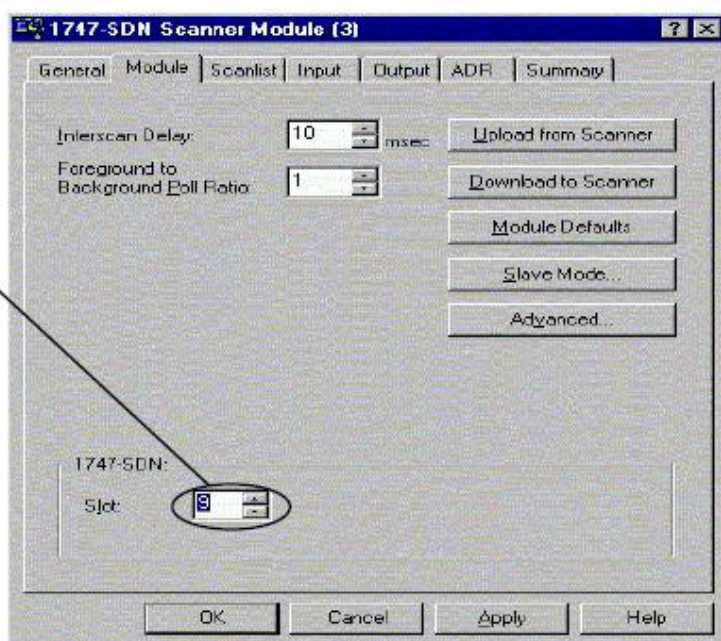 1747-SDN Scanner Module (3)
General Module Scanlist Input Output ADR Summary
Interscan Delay: 10 msec
Upload from Scanner
Foreground to
Background Poll Ratio: 1
Download to Scanner
Module Defaults
Slave Mode...
Advanced...
1747-SDN:
Slot: 9
OK Cancel Apply Help